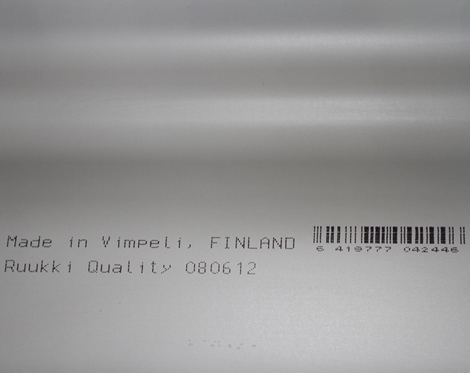 Made in Vimpeli, FINLAND
6 419777 042446
Ruukki Quality 080612